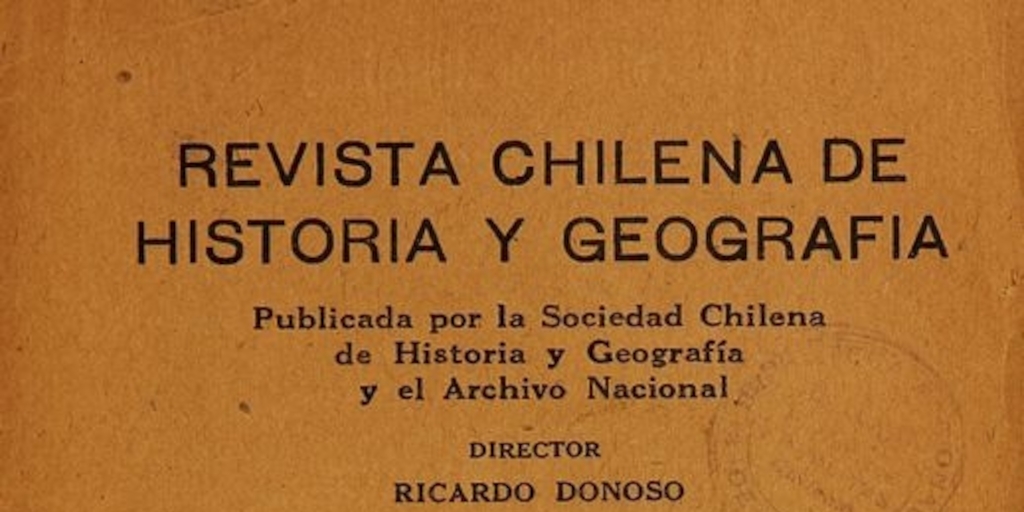 REVISTA CHILENA DE
HISTORIA Y GEOGRAFIA
Publicada por la Sociedad Chilena
de Historia y Geografía
y el Archivo Nacional
DIRECTOR
RICARDO DONOSO